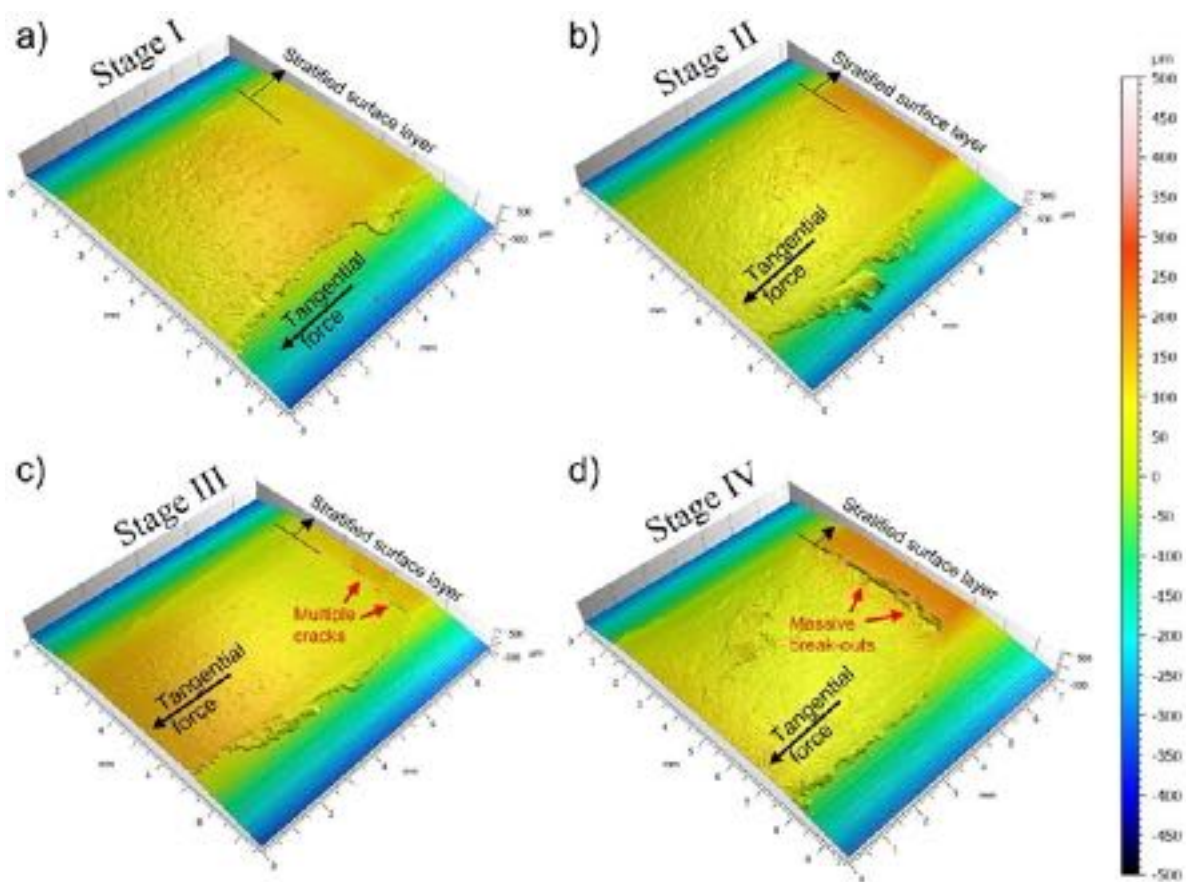 a)
Stage I
Stratified surface layer
Tangential
force
b)
Stage II
Stratified surface layer
Tangential
force
c)
Stage III
Stratified surface layer
Multiple
cracks
Tangential
force
d)
Stage IV
Stratified surface layer
Massive
break-outs
Tangential
force
µm
500
450
400
350
300
250
200
150
100
50
0
-50
-100
-150
-200
-250
-300
-350
-400
-450
-500